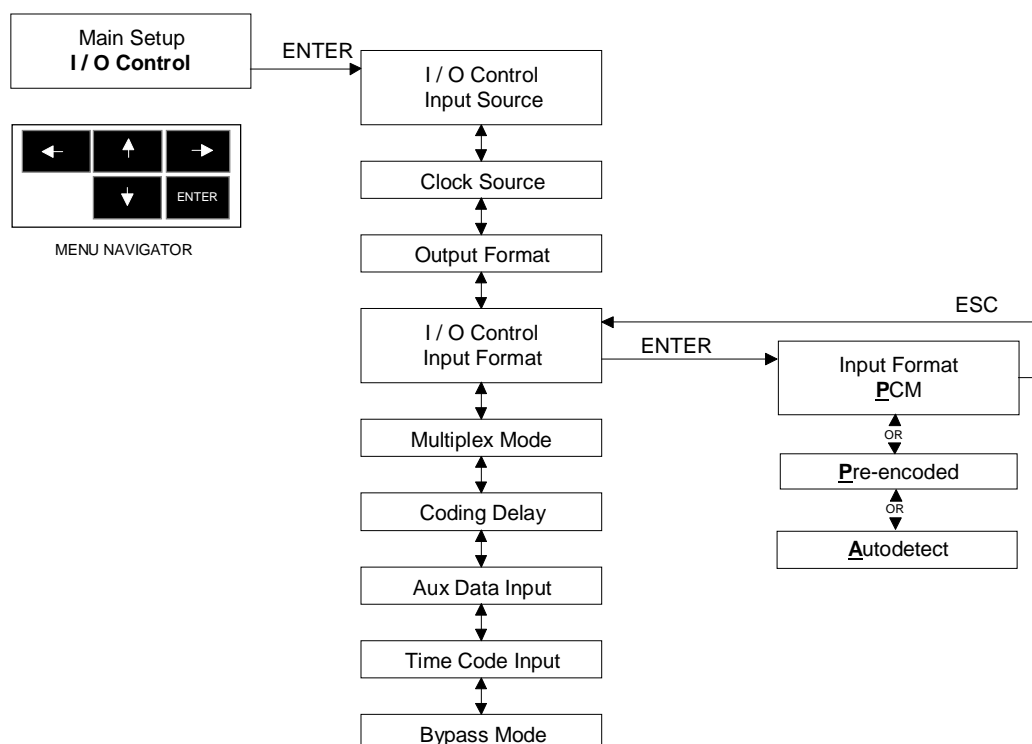 Main Setup
I / O Control
ENTER
I / O Control
Input Source
ENTER
MENU NAVIGATOR
Clock Source
Output Format
I / O Control
Input Format
ESC
ENTER
Input Format
PCM
OR
Pre-encoded
OR
Autodetect
Multiplex Mode
Coding Delay
Aux Data Input
Time Code Input
Bypass Mode